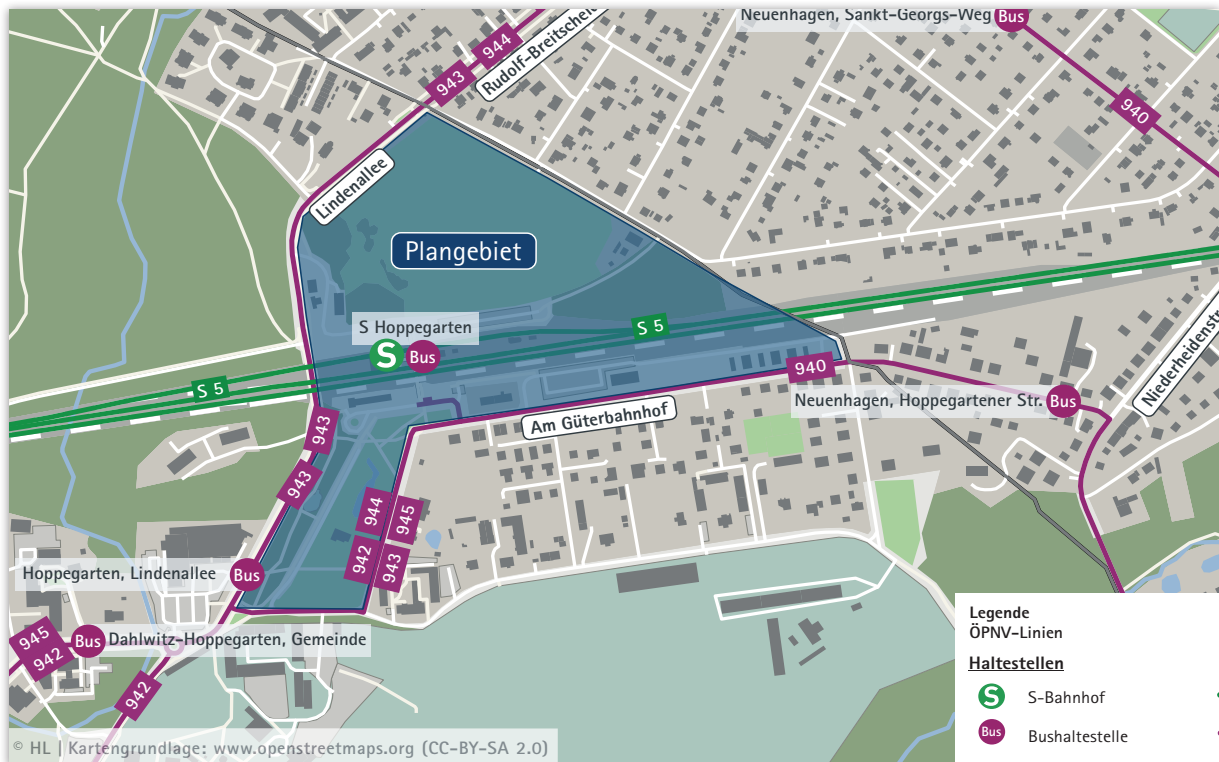 Neuenhagen, Sankt-Georgs-Weg Bus
944
943
Rudolf-Breitscheid
940
Lindenallee
Plangebiet
S Hoppegarten
S Bus
S 5
S 5
940
Neuenhagen, Hoppegartener Str. Bus
Niederheidenstr
Am Güterbahnhof
943
943
944
945
942
943
Hoppegarten, Lindenallee Bus
945
942
Bus Dahlwitz-Hoppegarten, Gemeinde
942
Legende
ÖPNV-Linien
Haltestellen
S S-Bahnhof
Bus Bushaltestelle
© HL | Kartengrundlage: www.openstreetmaps.org (CC-BY-SA 2.0)